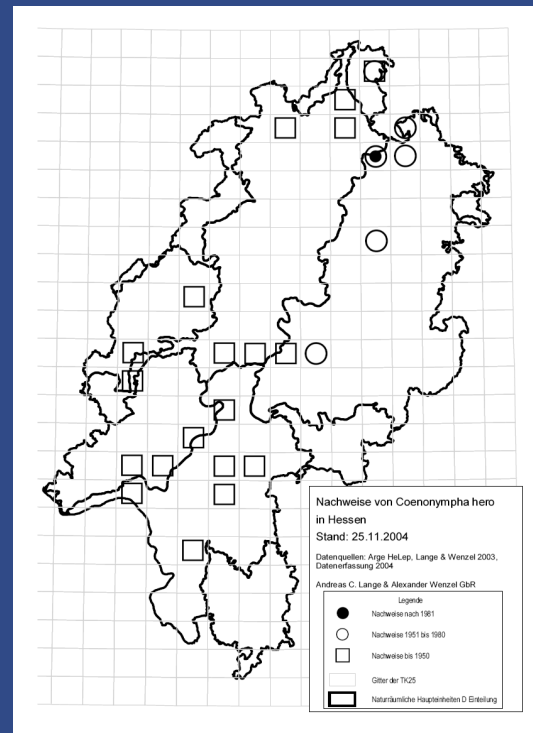 Nachweise von Coenonympha hero
in Hessen
Stand: 25.11.2004
Datenquellen: Arge HeLep, Lange & Wenzel 2003,
Datenerfassung 2004
Andreas C. Lange & Alexander Wenzel GbR
Legende
Nachweise nach 1981
Nachweise 1951 bis 1980
Nachweise bis 1950
Gitter der TK25
Naturräumliche Haupteinheiten D Einteilung